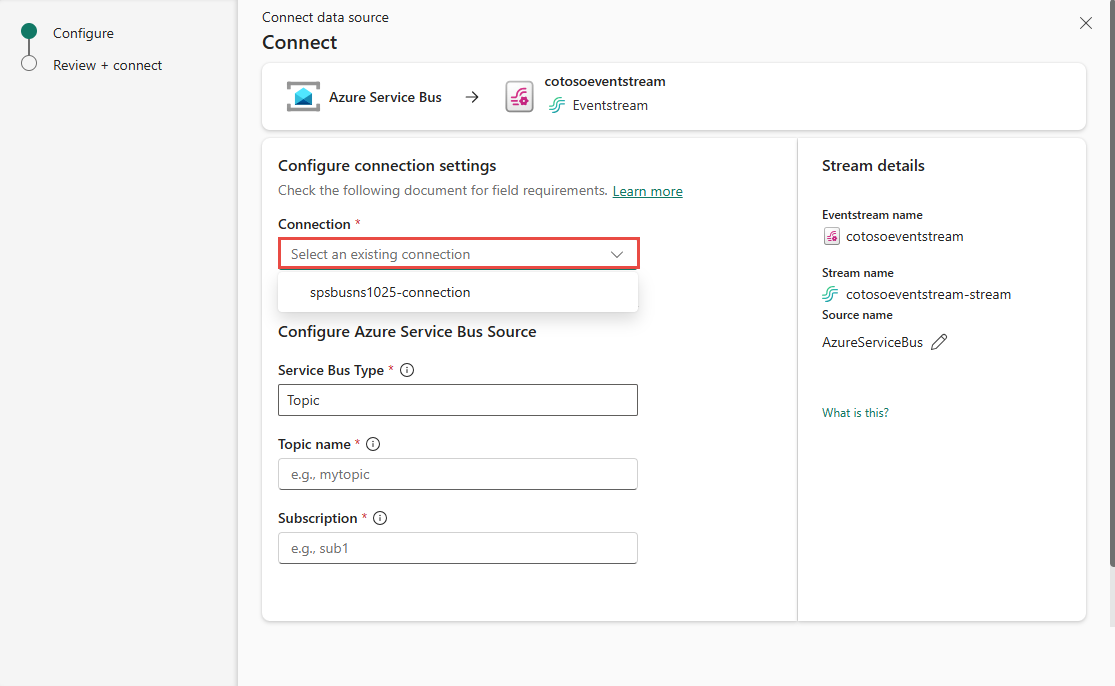 Configure
Review + connect
Connect data source
Connect
Azure Service Bus
cotosoeventstream
Eventstream
Configure connection settings
Check the following document for field requirements. Learn more
Connection *
Select an existing connection
spsbusns1025-connection
Configure Azure Service Bus Source
Service Bus Type *
Topic
Topic name *
e.g., mytopic
Subscription *
e.g., sub1
Stream details
Eventstream name
cotosoeventstream
Stream name
cotosoeventstream-stream
Source name
AzureServiceBus
What is this?